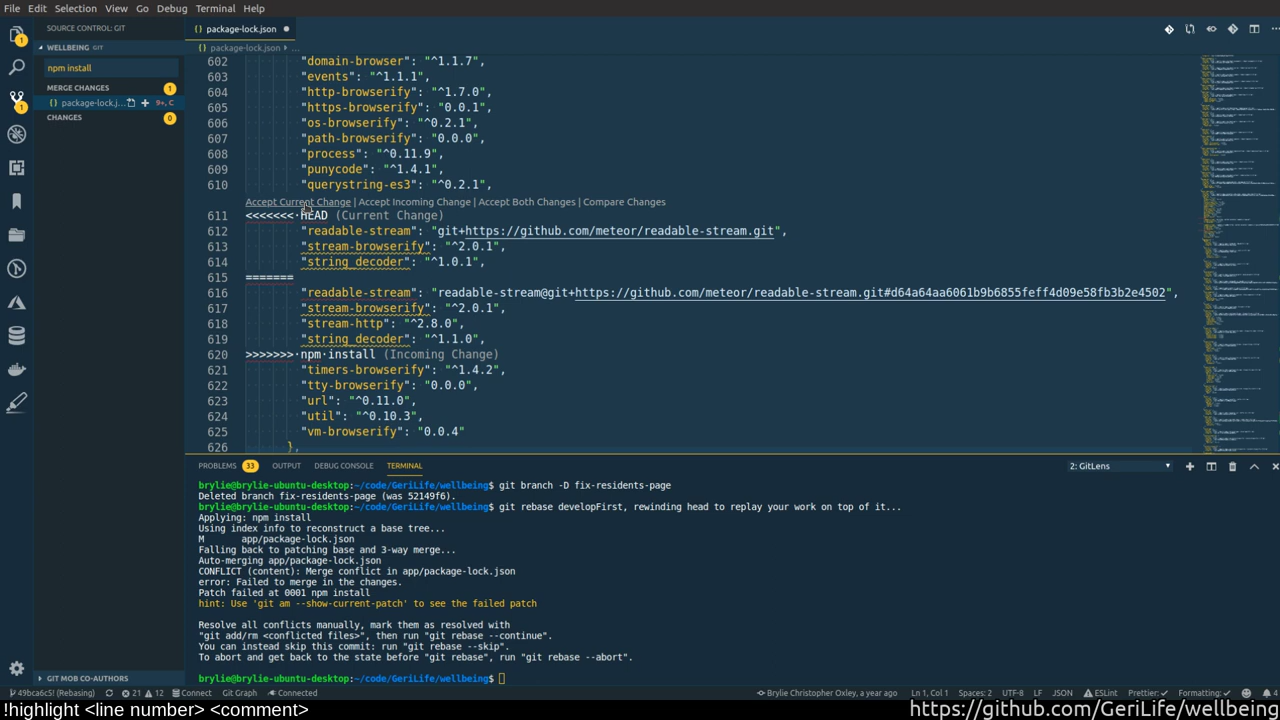 File Edit Selection View Go Debug Terminal Help
SOURCE CONTROL: GIT
package-lock.json
WELLBEING GIT
package-lock.json › ...
npm install
MERGE CHANGES 1
package-lock.j... 9+, C
CHANGES 0
602 "domain-browser": "^1.1.7",
603 "events": "^1.1.1",
604 "http-browserify": "^1.7.0",
605 "https-browserify": "0.0.1",
606 "os-browserify": "^0.2.1",
607 "path-browserify": "0.0.0",
608 "process": "^0.11.9",
609 "punycode": "^1.4.1",
610 "querystring-es3": "^0.2.1",
Accept Current Change | Accept Incoming Change | Accept Both Changes | Compare Changes
611 <<<<<<<·HEAD (Current Change)
612 "readable-stream": "git+https://github.com/meteor/readable-stream.git",
613 "stream-browserify": "^2.0.1",
614 "string_decoder": "^1.0.1",
615 =======
616 "readable-stream": "readable-stream@git+https://github.com/meteor/readable-stream.git#d64a64aa6061b9b6855feff4d09e58fb3b2e4502",
617 "stream-browserify": "^2.0.1",
618 "stream-http": "^2.8.0",
619 "string_decoder": "^1.1.0",
620 >>>>>>>·npm·install (Incoming Change)
621 "timers-browserify": "^1.4.2",
622 "tty-browserify": "0.0.0",
623 "url": "^0.11.0",
624 "util": "^0.10.3",
625 "vm-browserify": "0.0.4"
626 },
PROBLEMS 33 OUTPUT DEBUG CONSOLE TERMINAL 2: GitLens
brylie@brylie-ubuntu-desktop:~/code/GeriLife/wellbeing$ git branch -D fix-residents-page
Deleted branch fix-residents-page (was 52149f6).
brylie@brylie-ubuntu-desktop:~/code/GeriLife/wellbeing$ git rebase developFirst, rewinding head to replay your work on top of it...
Applying: npm install
Using index info to reconstruct a base tree...
M app/package-lock.json
Falling back to patching base and 3-way merge...
Auto-merging app/package-lock.json
CONFLICT (content): Merge conflict in app/package-lock.json
error: Failed to merge in the changes.
Patch failed at 0001 npm install
hint: Use 'git am --show-current-patch' to see the failed patch
Resolve all conflicts manually, mark them as resolved with
"git add/rm <conflicted files>", then run "git rebase --continue".
You can instead skip this commit: run "git rebase --skip".
To abort and get back to the state before "git rebase", run "git rebase --abort".
brylie@brylie-ubuntu-desktop:~/code/GeriLife/wellbeing$
GIT MOB CO-AUTHORS
49bca6c5! (Rebasing) 21 12 Connect Git Graph Connected Brylie Christopher Oxley, a year ago Ln 1, Col 1 Spaces: 2 UTF-8 LF JSON ESLint Prettier: ✓ Formatting: ✓ 4
!highlight <line number> <comment> https://github.com/GeriLife/wellbeing